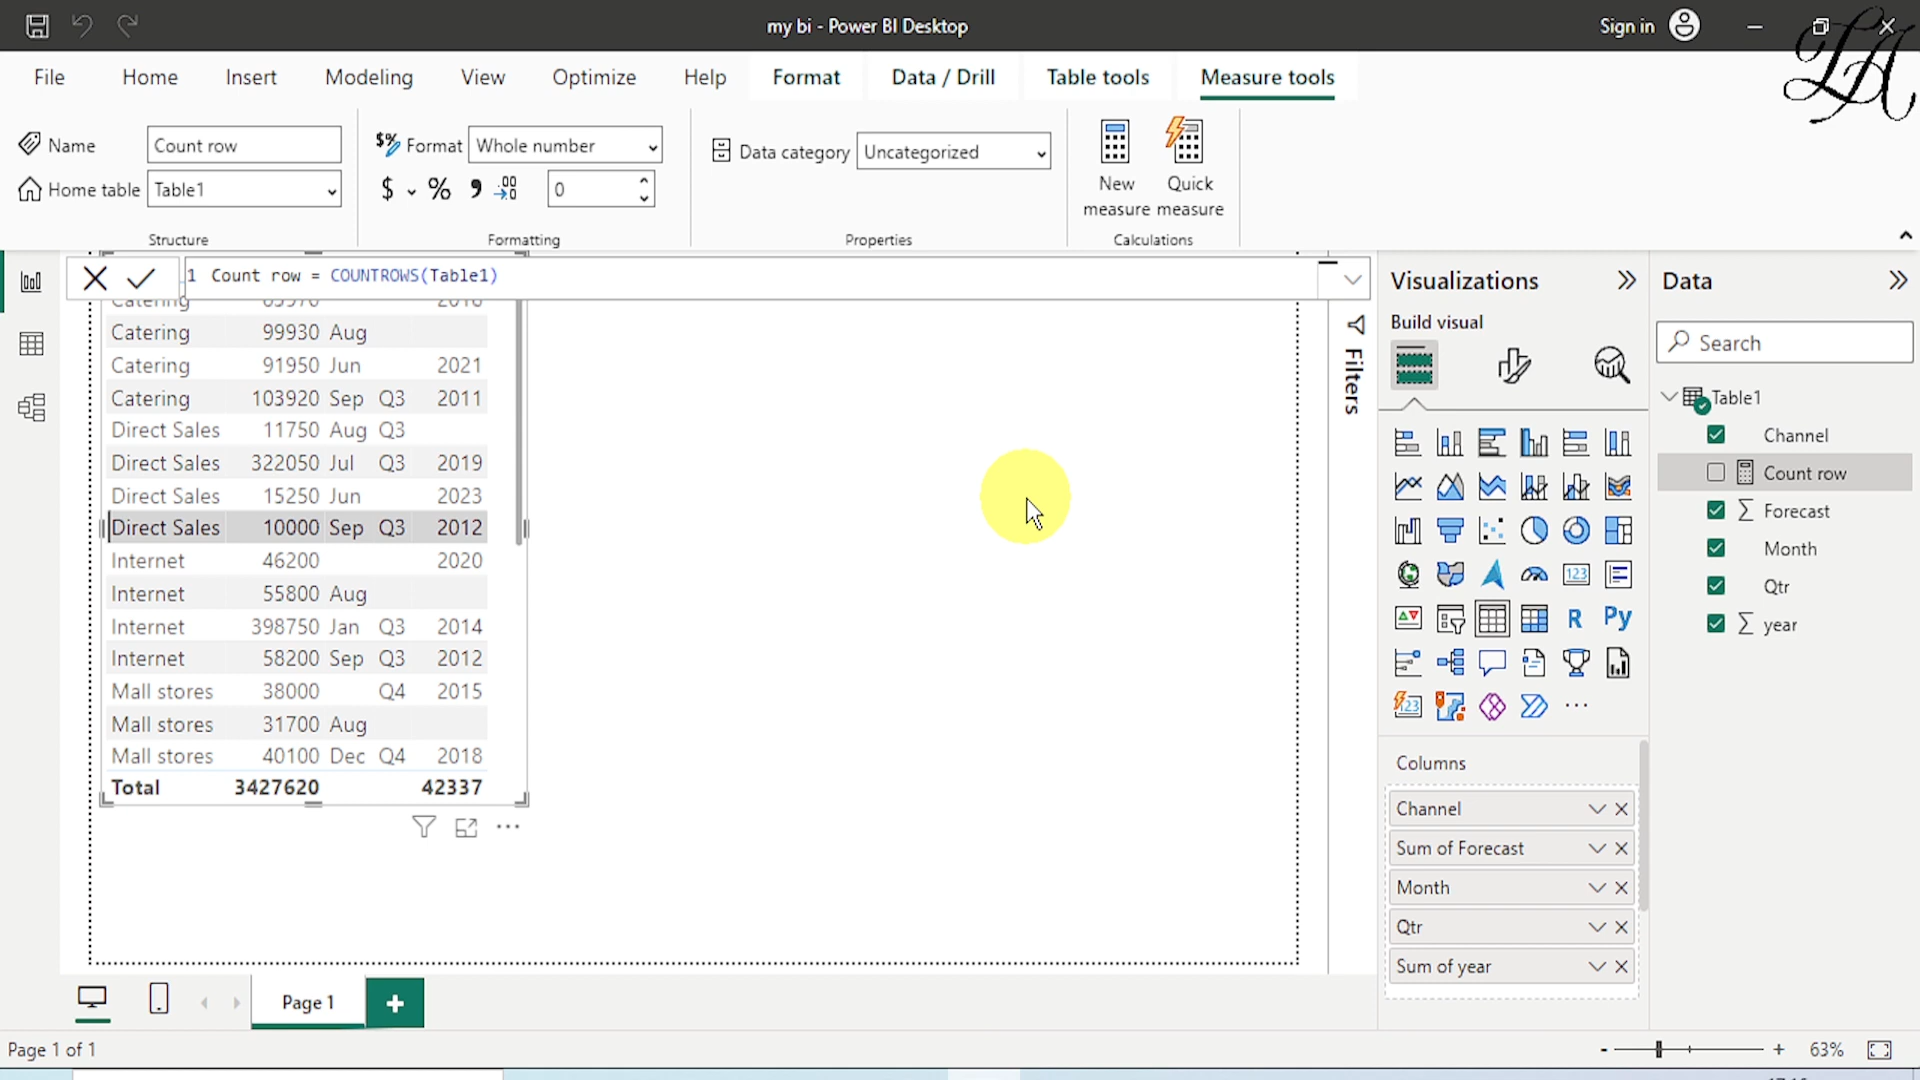 my bi - Power BI Desktop
Sign in
LA
File Home Insert Modeling View Optimize Help Format Data / Drill Table tools Measure tools
Name Count row
Home table Table1
Structure
$% Format Whole number
$ % 9 .00 0
Formatting
Data category Uncategorized
Properties
New measure
Quick measure
Calculations
1 Count row = COUNTROWS(Table1)
Catering 2016
Catering 99930 Aug
Catering 91950 Jun 2021
Catering 103920 Sep Q3 2011
Direct Sales 11750 Aug Q3
Direct Sales 322050 Jul Q3 2019
Direct Sales 15250 Jun 2023
Direct Sales 10000 Sep Q3 2012
Internet 46200 2020
Internet 55800 Aug
Internet 398750 Jan Q3 2014
Internet 58200 Sep Q3 2012
Mall stores 38000 Q4 2015
Mall stores 31700 Aug
Mall stores 40100 Dec Q4 2018
Total 3427620 42337
Filters
Visualizations
Build visual
123
R Py
123
Columns
Channel
Sum of Forecast
Month
Qtr
Sum of year
Data
Search
Table1
Channel
Count row
Forecast
Month
Qtr
year
Page 1
+
Page 1 of 1
- + 63%